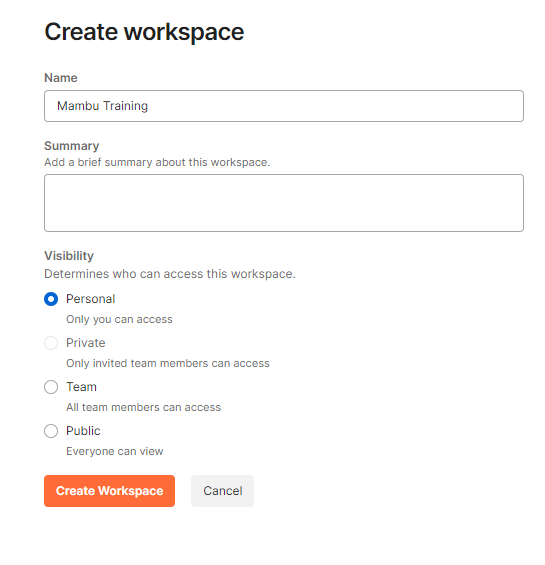 Create workspace
Name
Mambu Training
Summary
Add a brief summary about this workspace.
Visibility
Determines who can access this workspace.
Personal
Only you can access
Private
Only invited team members can access
Team
All team members can access
Public
Everyone can view
Create Workspace
Cancel